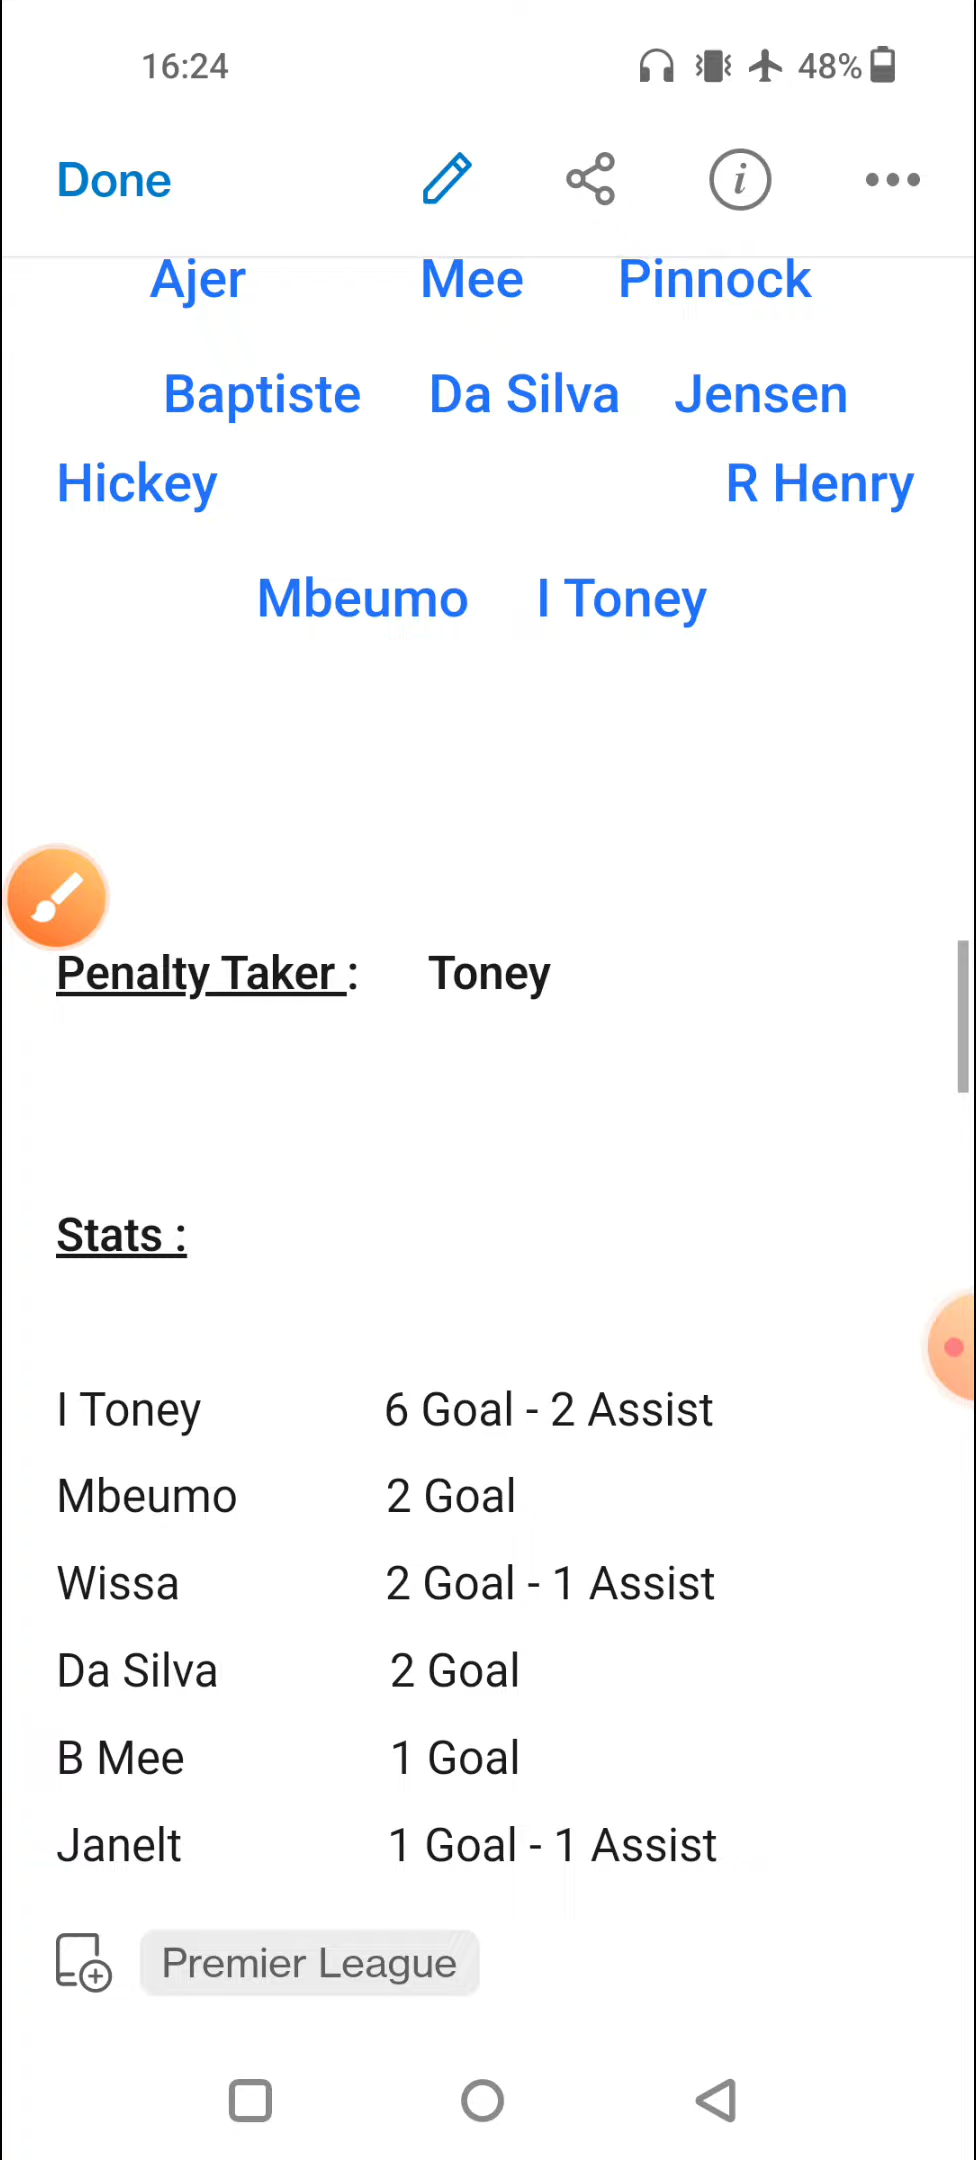 16:24 48%
Done
Ajer Mee Pinnock
Baptiste Da Silva Jensen
Hickey R Henry
Mbeumo I Toney
Penalty Taker : Toney
Stats :
I Toney 6 Goal - 2 Assist
Mbeumo 2 Goal
Wissa 2 Goal - 1 Assist
Da Silva 2 Goal
B Mee 1 Goal
Janelt 1 Goal - 1 Assist
Premier League